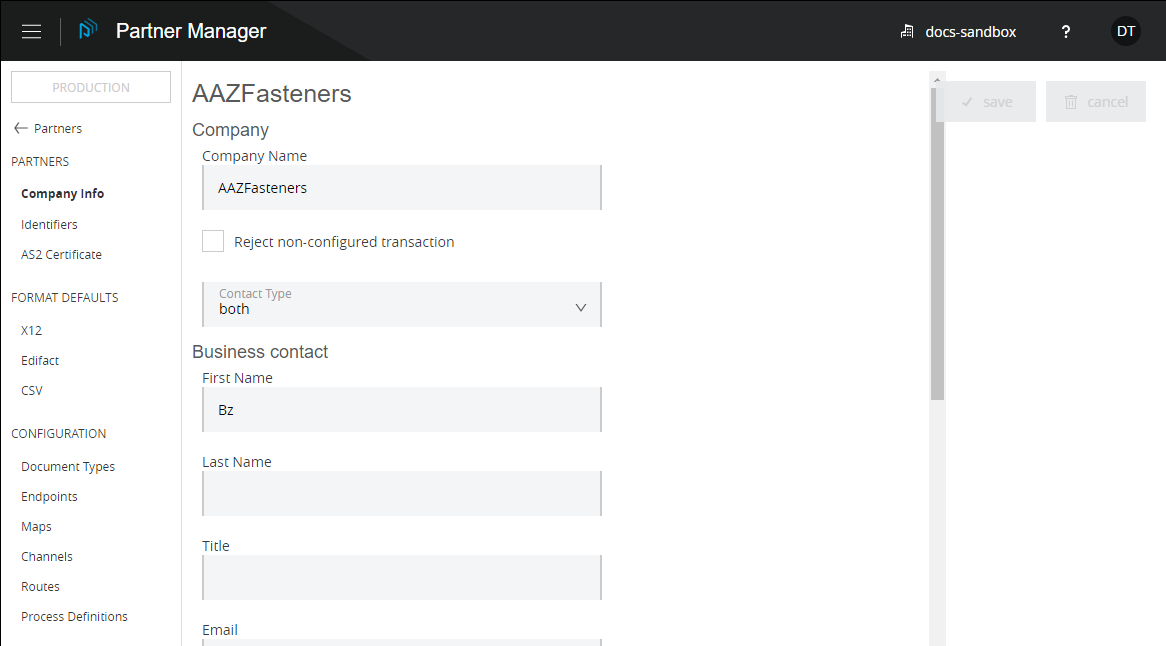 Partner Manager
docs-sandbox
?
DT
PRODUCTION
Partners
PARTNERS
Company Info
Identifiers
AS2 Certificate
FORMAT DEFAULTS
X12
Edifact
CSV
CONFIGURATION
Document Types
Endpoints
Maps
Channels
Routes
Process Definitions
AAZFasteners
Company
Company Name
AAZFasteners
Reject non-configured transaction
Contact Type
both
Business contact
First Name
Bz
Last Name
Title
Email
save
cancel